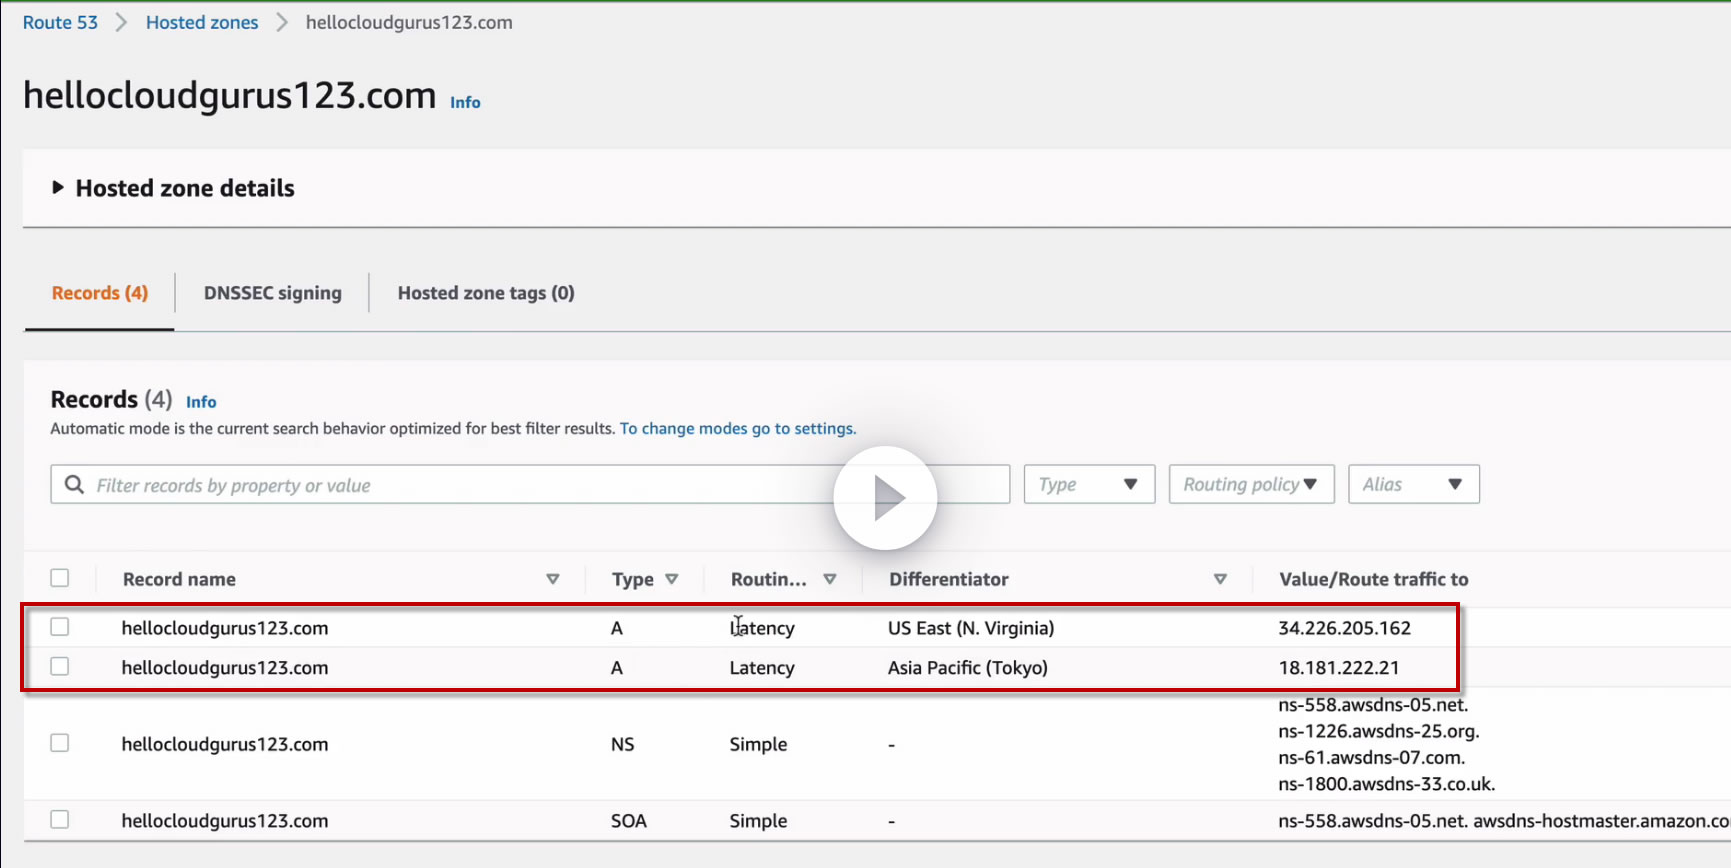 Route 53 > Hosted zones > hellocloudgurus123.com
hellocloudgurus123.com Info
Hosted zone details
Records (4) DNSSEC signing Hosted zone tags (0)
Records (4) Info
Automatic mode is the current search behavior optimized for best filter results. To change modes go to settings.
Filter records by property or value Type Routing policy Alias
Record name Type Routin... Differentiator Value/Route traffic to
hellocloudgurus123.com A Latency US East (N. Virginia) 34.226.205.162
hellocloudgurus123.com A Latency Asia Pacific (Tokyo) 18.181.222.21
ns-558.awsdns-05.net.
ns-1226.awsdns-25.org.
hellocloudgurus123.com NS Simple -
ns-61.awsdns-07.com.
ns-1800.awsdns-33.co.uk.
hellocloudgurus123.com SOA Simple - ns-558.awsdns-05.net. awsdns-hostmaster.amazon.co